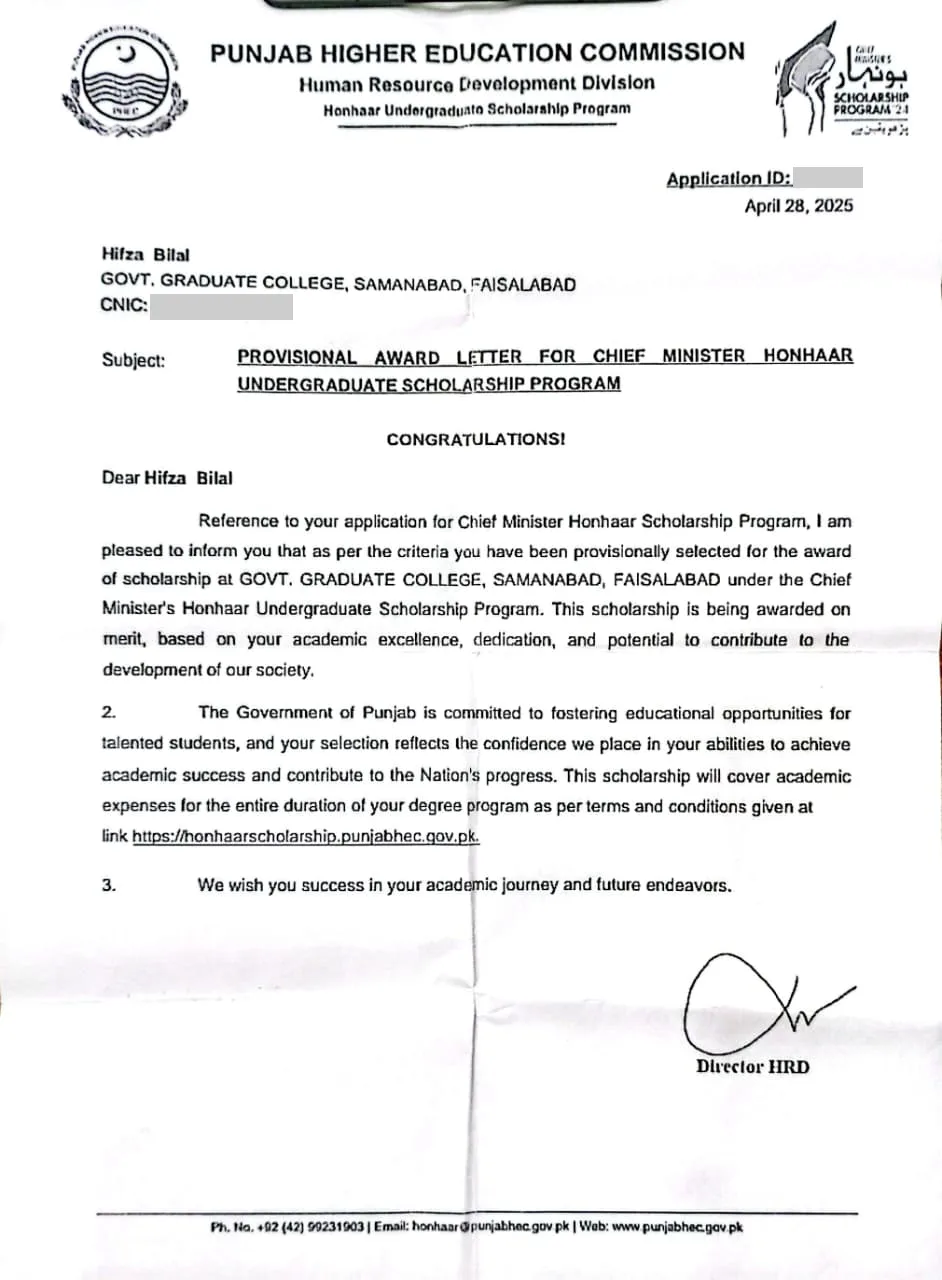 PUNJAB HIGHER EDUCATION COMMISSION
Human Resource Development Division
Honhaar Undergraduate Scholarship Program
CHIEF
MINISTER'S
ہونہار
SCHOLARSHIP
PROGRAM '24
Application ID:
April 28, 2025
Hifza Bilal
GOVT. GRADUATE COLLEGE, SAMANABAD, FAISALABAD
CNIC:
Subject: PROVISIONAL AWARD LETTER FOR CHIEF MINISTER HONHAAR
UNDERGRADUATE SCHOLARSHIP PROGRAM
CONGRATULATIONS!
Dear Hifza Bilal
Reference to your application for Chief Minister Honhaar Scholarship Program, I am
pleased to inform you that as per the criteria you have been provisionally selected for the award
of scholarship at GOVT. GRADUATE COLLEGE, SAMANABAD, FAISALABAD under the Chief
Minister's Honhaar Undergraduate Scholarship Program. This scholarship is being awarded on
merit, based on your academic excellence, dedication, and potential to contribute to the
development of our society.
2. The Government of Punjab is committed to fostering educational opportunities for
talented students, and your selection reflects the confidence we place in your abilities to achieve
academic success and contribute to the Nation's progress. This scholarship will cover academic
expenses for the entire duration of your degree program as per terms and conditions given at
link https://honhaarscholarship.punjabhec.gov.pk.
3. We wish you success in your academic journey and future endeavors.
Director HRD
Ph. No. +92 (42) 99231903 | Email: honhaar@punjabhec.gov.pk | Web: www.punjabhec.gov.pk